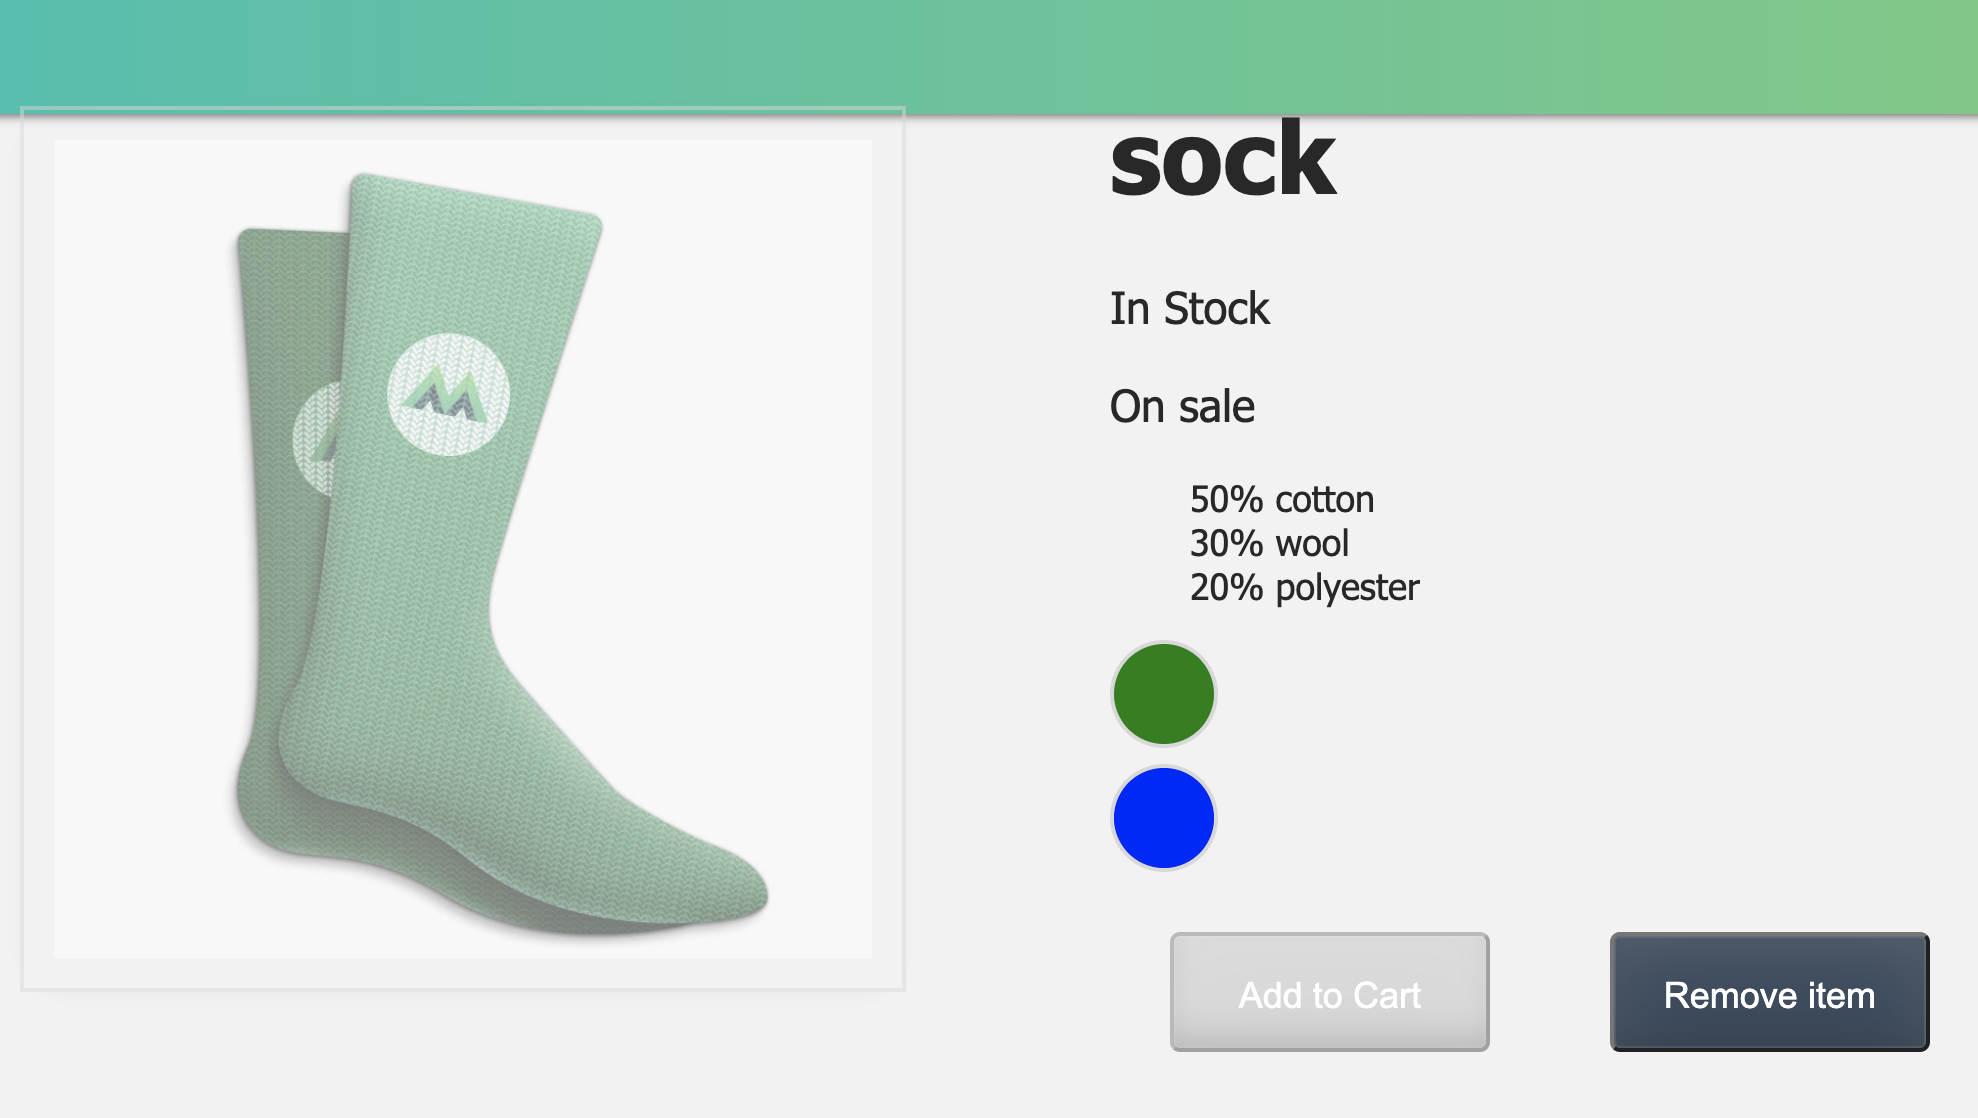 sock
In Stock
On sale
50% cotton
30% wool
20% polyester
Add to Cart
Remove item